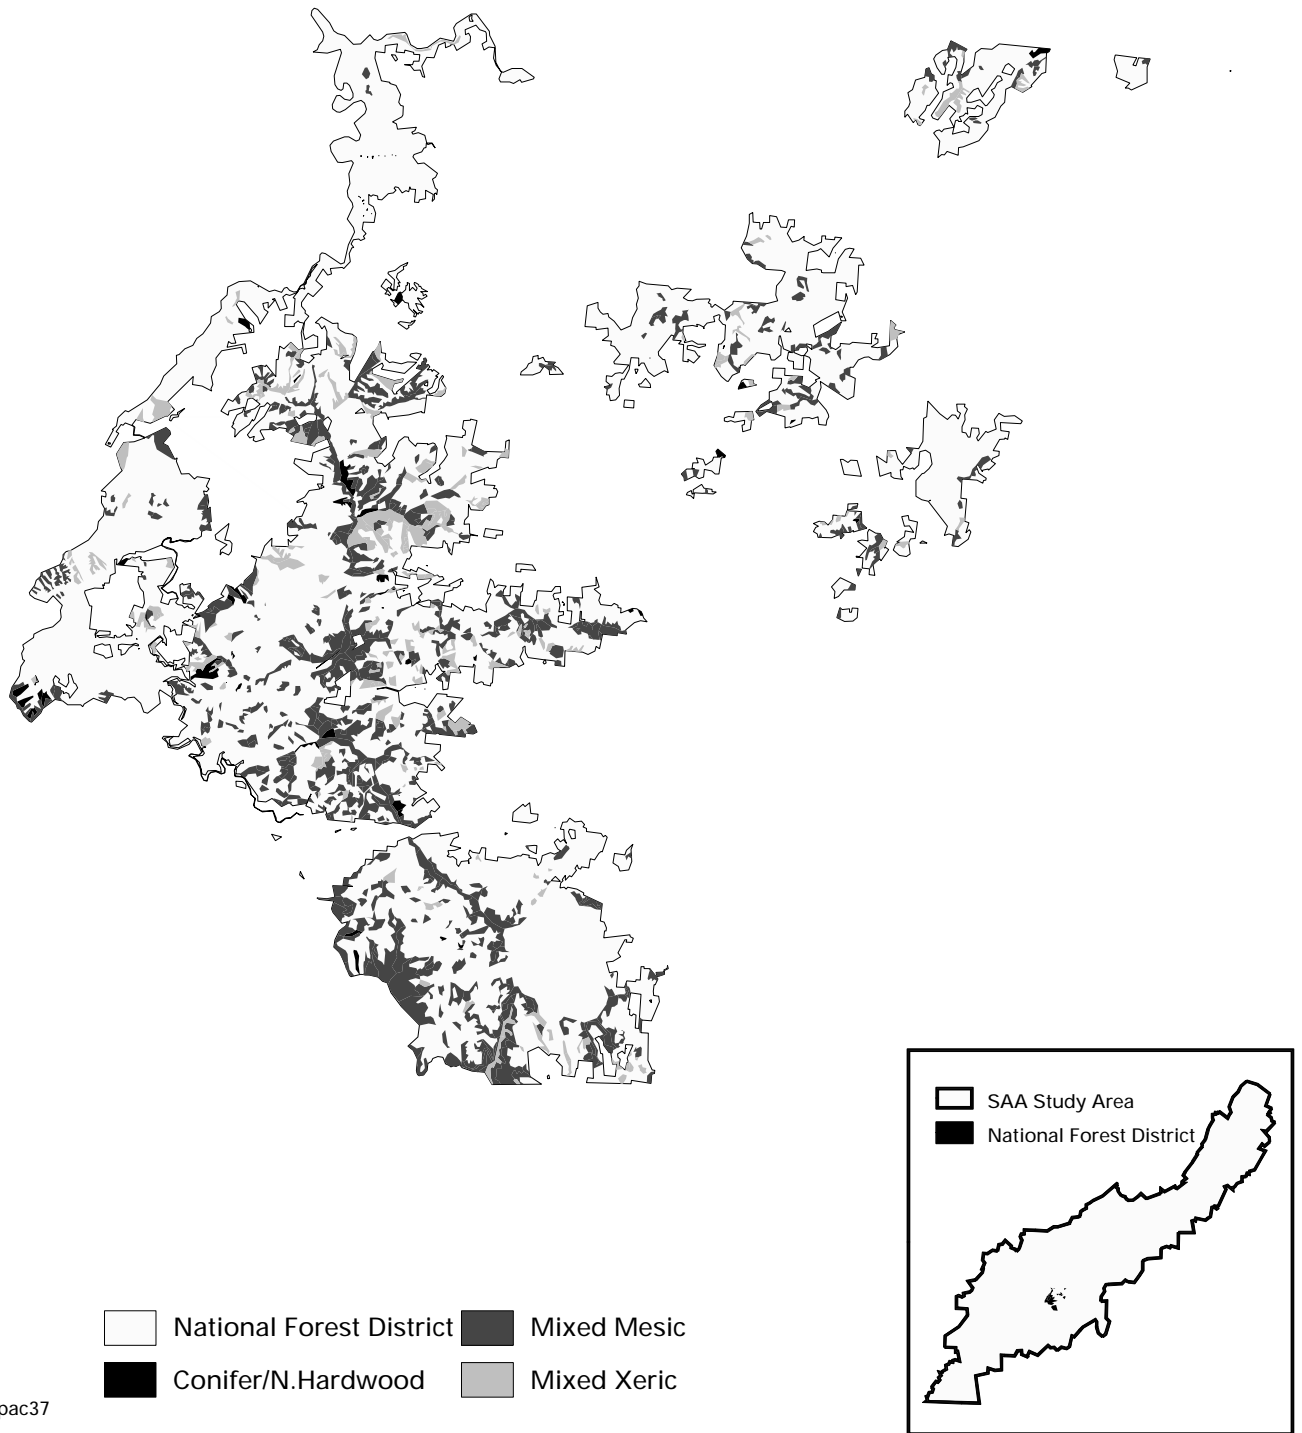 SAA Study Area
National Forest District
National Forest District Mixed Mesic
Conifer/N.Hardwood Mixed Xeric
pac37